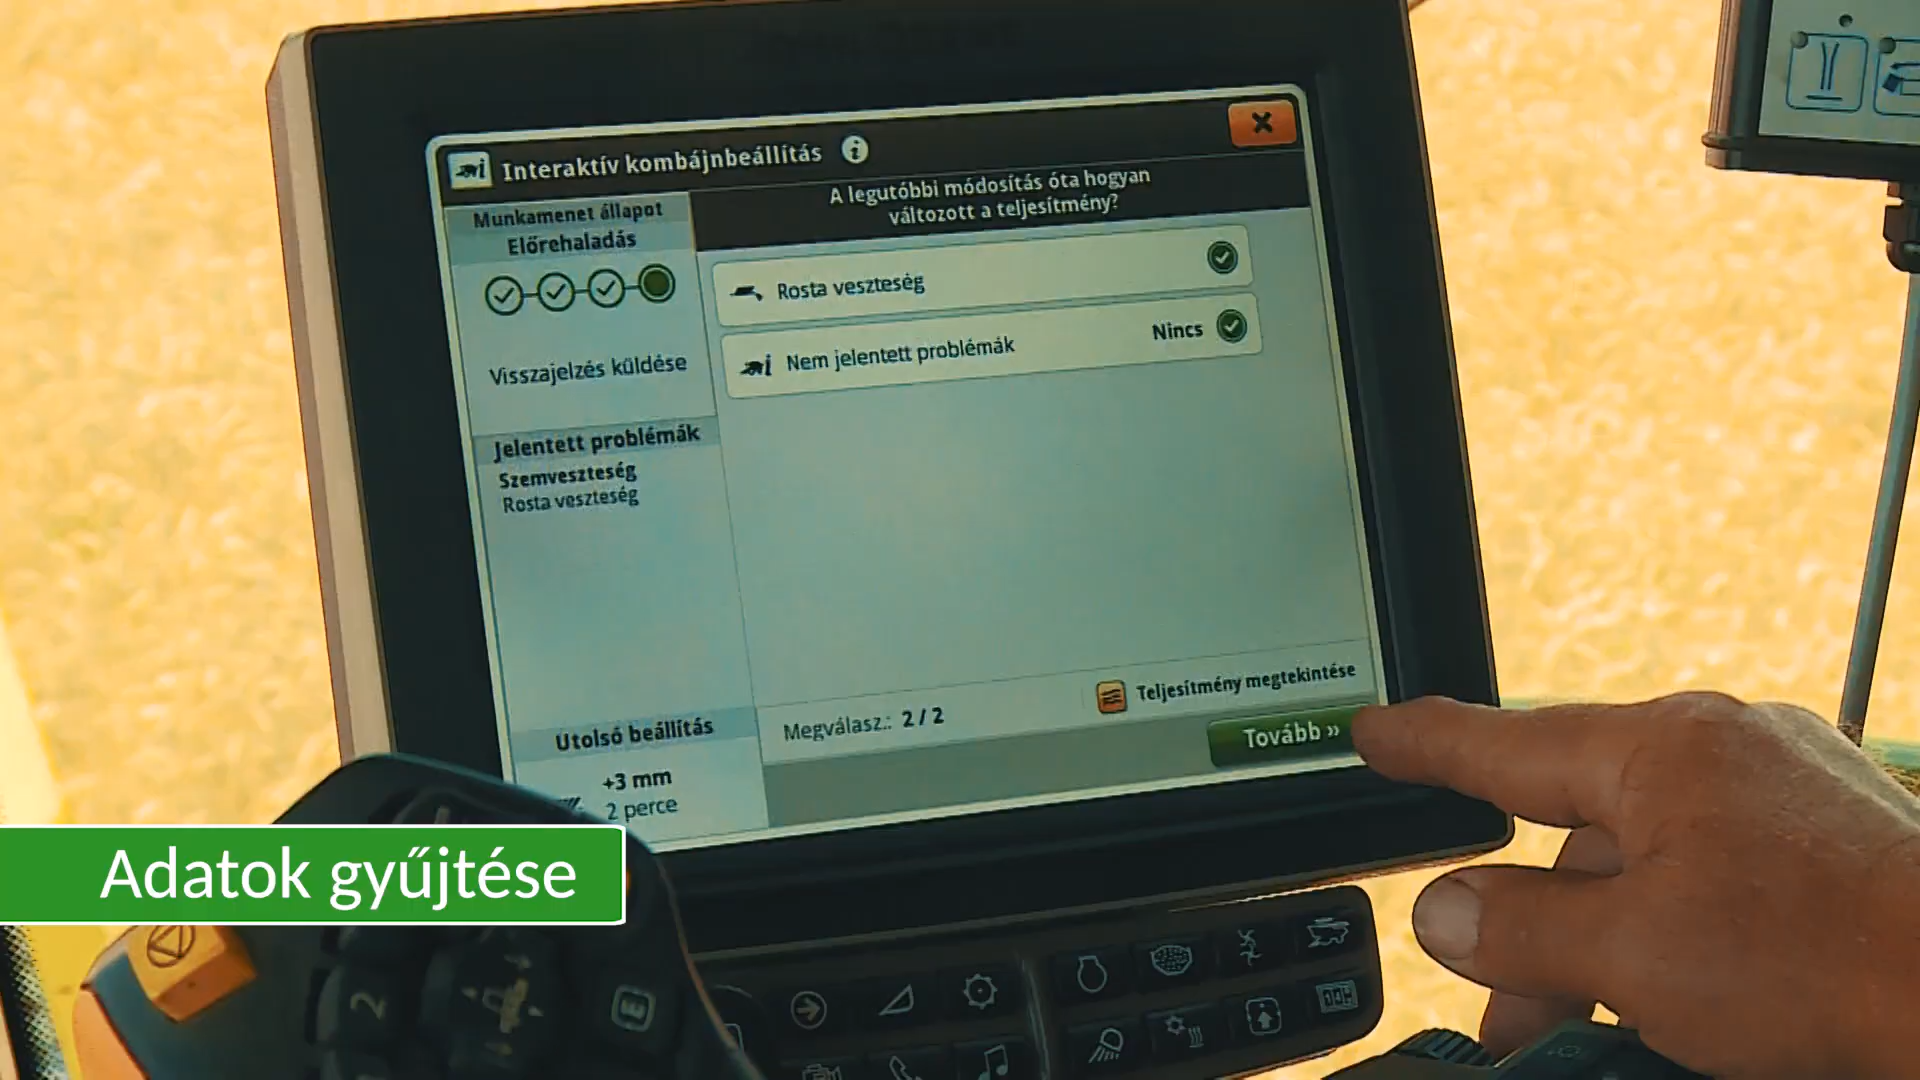 Interaktív kombájnbeállítás
A legutóbbi módosítás óta hogyan
változott a teljesítmény?
Munkamenet állapot
Előrehaladás
Visszajelzés küldése
Jelentett problémák
Szemveszteség
Rosta veszteség
Utolsó beállítás
+3 mm
2 perce
Rosta veszteség
Nem jelentett problémák Nincs
Megválasz.: 2 / 2
Teljesítmény megtekintése
Tovább »
Adatok gyűjtése
2
E